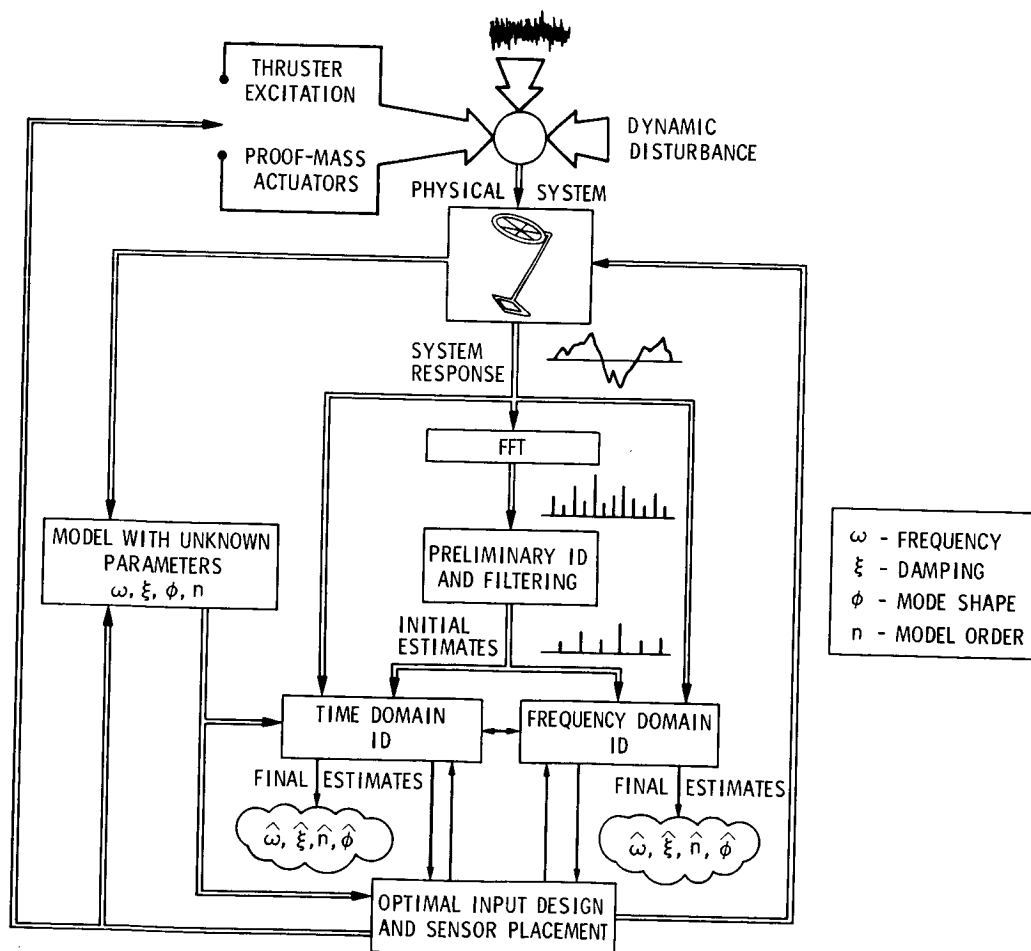 THRUSTER
EXCITATION
PROOF-MASS
ACTUATORS
DYNAMIC
DISTURBANCE
PHYSICAL SYSTEM
SYSTEM
RESPONSE
FFT
MODEL WITH UNKNOWN
PARAMETERS
ω, ξ, ϕ, n
PRELIMINARY ID
AND FILTERING
ω - FREQUENCY
ξ - DAMPING
ϕ - MODE SHAPE
n - MODEL ORDER
INITIAL
ESTIMATES
TIME DOMAIN
ID
FREQUENCY DOMAIN
ID
FINAL ESTIMATES
ω̂, ξ̂, n̂, ϕ̂
FINAL ESTIMATES
ω̂, ξ̂, n̂, ϕ̂
OPTIMAL INPUT DESIGN
AND SENSOR PLACEMENT